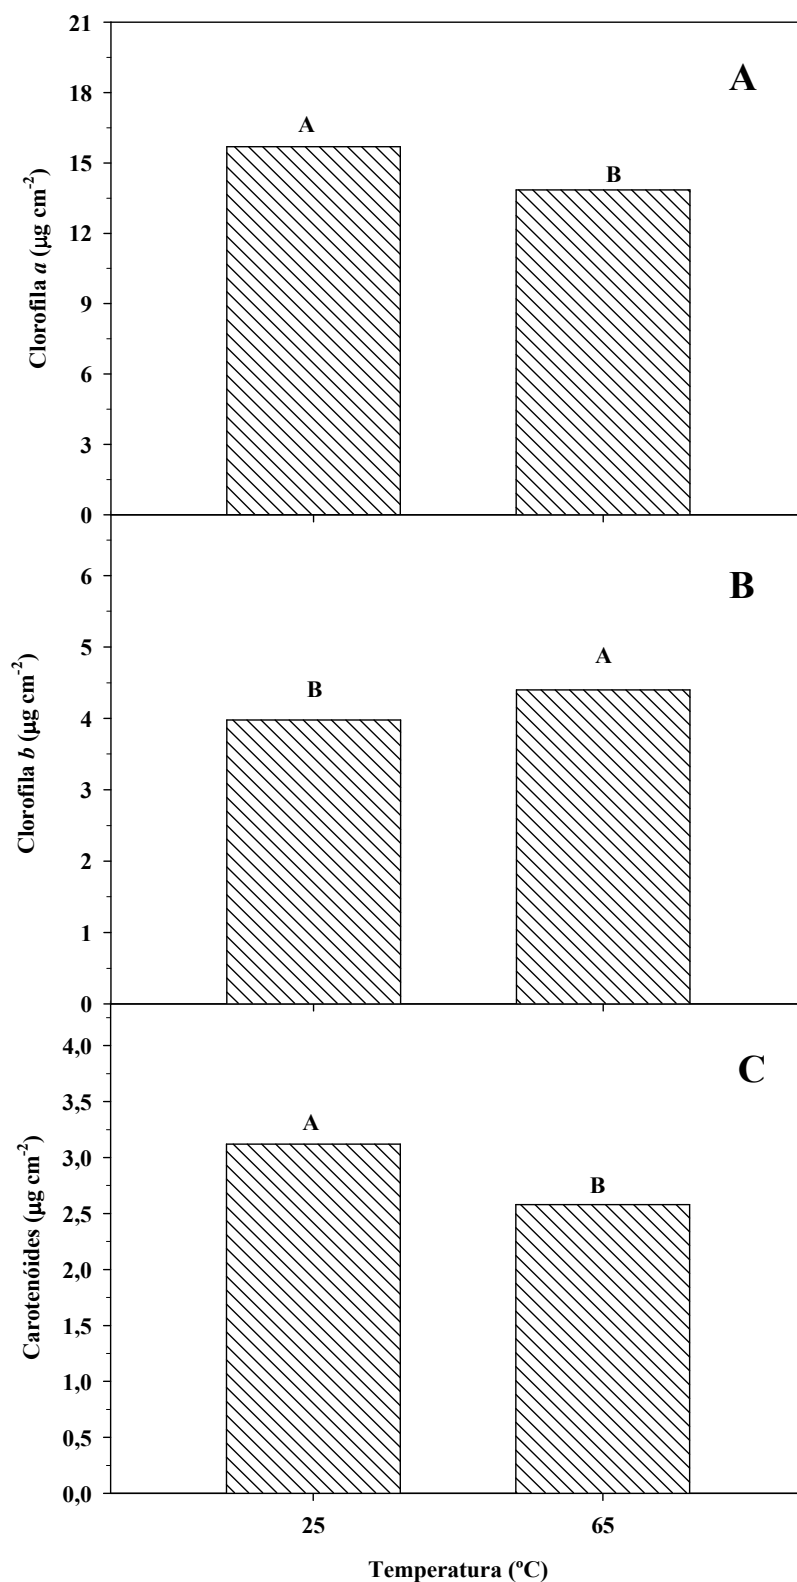 21
18
15
12
9
6
3
0
Clorofila a (μg cm-2)
A
A
B
6
5
4
3
2
1
0
Clorofila b (μg cm-2)
B
B
A
4,0
3,5
3,0
2,5
2,0
1,5
1,0
0,5
0,0
Carotenóides (μg cm-2)
C
A
B
25 65
Temperatura (ºC)